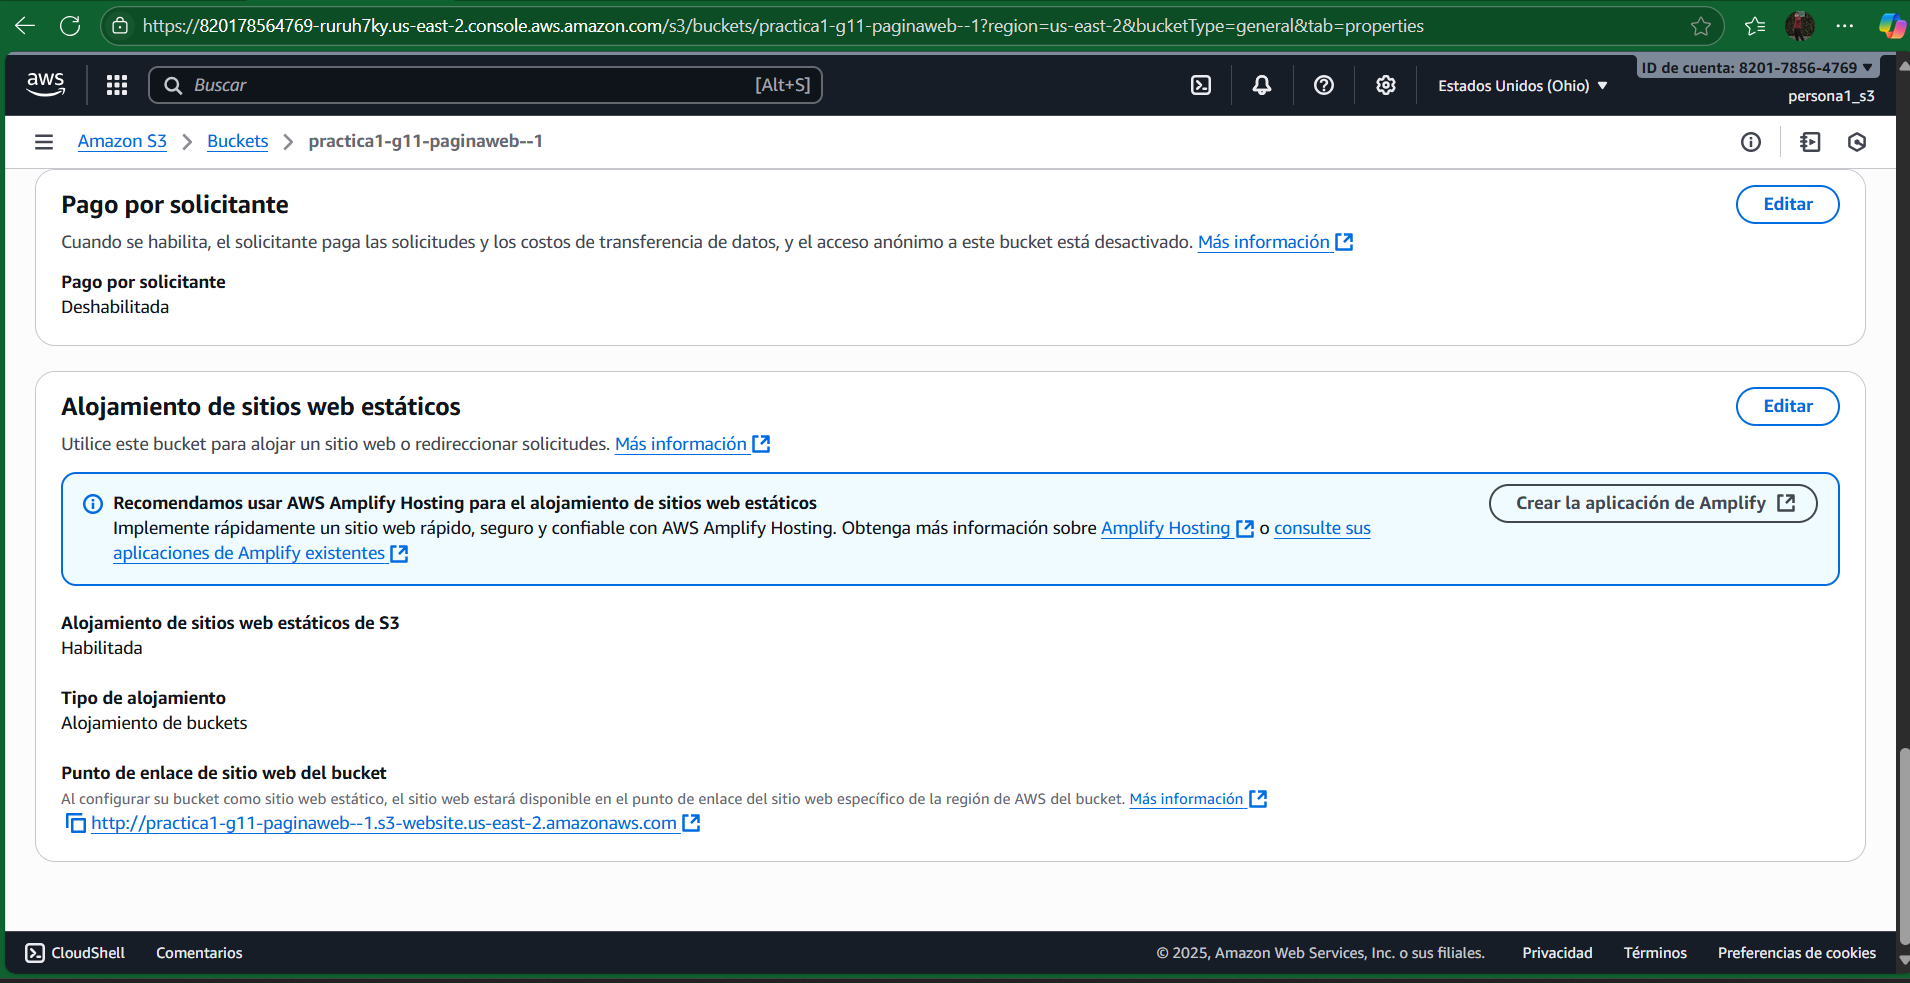 https://820178564769-ruruh7ky.us-east-2.console.aws.amazon.com/s3/buckets/practica1-g11-paginaweb--1?region=us-east-2&bucketType=general&tab=properties
aws
Buscar
[Alt+S]
Estados Unidos (Ohio)
ID de cuenta: 8201-7856-4769
persona1_s3
Amazon S3
Buckets
practica1-g11-paginaweb--1
Pago por solicitante
Editar
Cuando se habilita, el solicitante paga las solicitudes y los costos de transferencia de datos, y el acceso anónimo a este bucket está desactivado. Más información
Pago por solicitante
Deshabilitada
Alojamiento de sitios web estáticos
Editar
Utilice este bucket para alojar un sitio web o redireccionar solicitudes. Más información
Recomendamos usar AWS Amplify Hosting para el alojamiento de sitios web estáticos
Crear la aplicación de Amplify
Implemente rápidamente un sitio web rápido, seguro y confiable con AWS Amplify Hosting. Obtenga más información sobre Amplify Hosting o consulte sus
aplicaciones de Amplify existentes
Alojamiento de sitios web estáticos de S3
Habilitada
Tipo de alojamiento
Alojamiento de buckets
Punto de enlace de sitio web del bucket
Al configurar su bucket como sitio web estático, el sitio web estará disponible en el punto de enlace del sitio web específico de la región de AWS del bucket. Más información
http://practica1-g11-paginaweb--1.s3-website.us-east-2.amazonaws.com
CloudShell
Comentarios
© 2025, Amazon Web Services, Inc. o sus filiales.
Privacidad
Términos
Preferencias de cookies